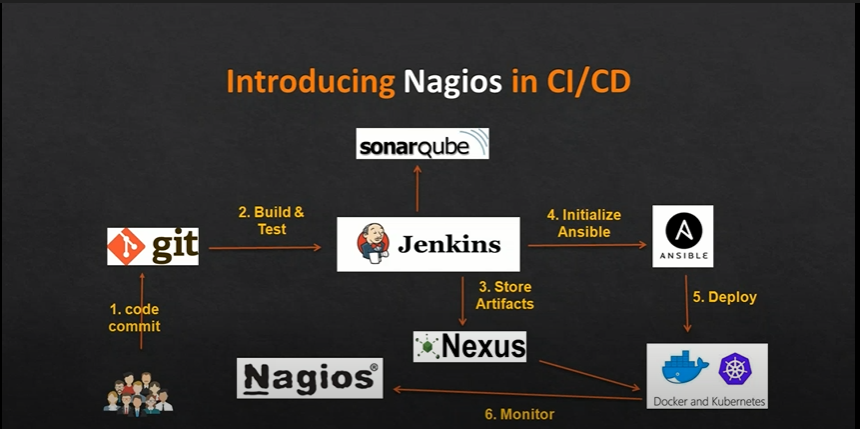 Introducing Nagios in CI/CD
sonarqube
2. Build &
Test
4. Initialize
Ansible
git
Jenkins
ANSIBLE
1. code
commit
3. Store
Artifacts
5. Deploy
Nexus
Nagios®
Docker and Kubernetes
6. Monitor